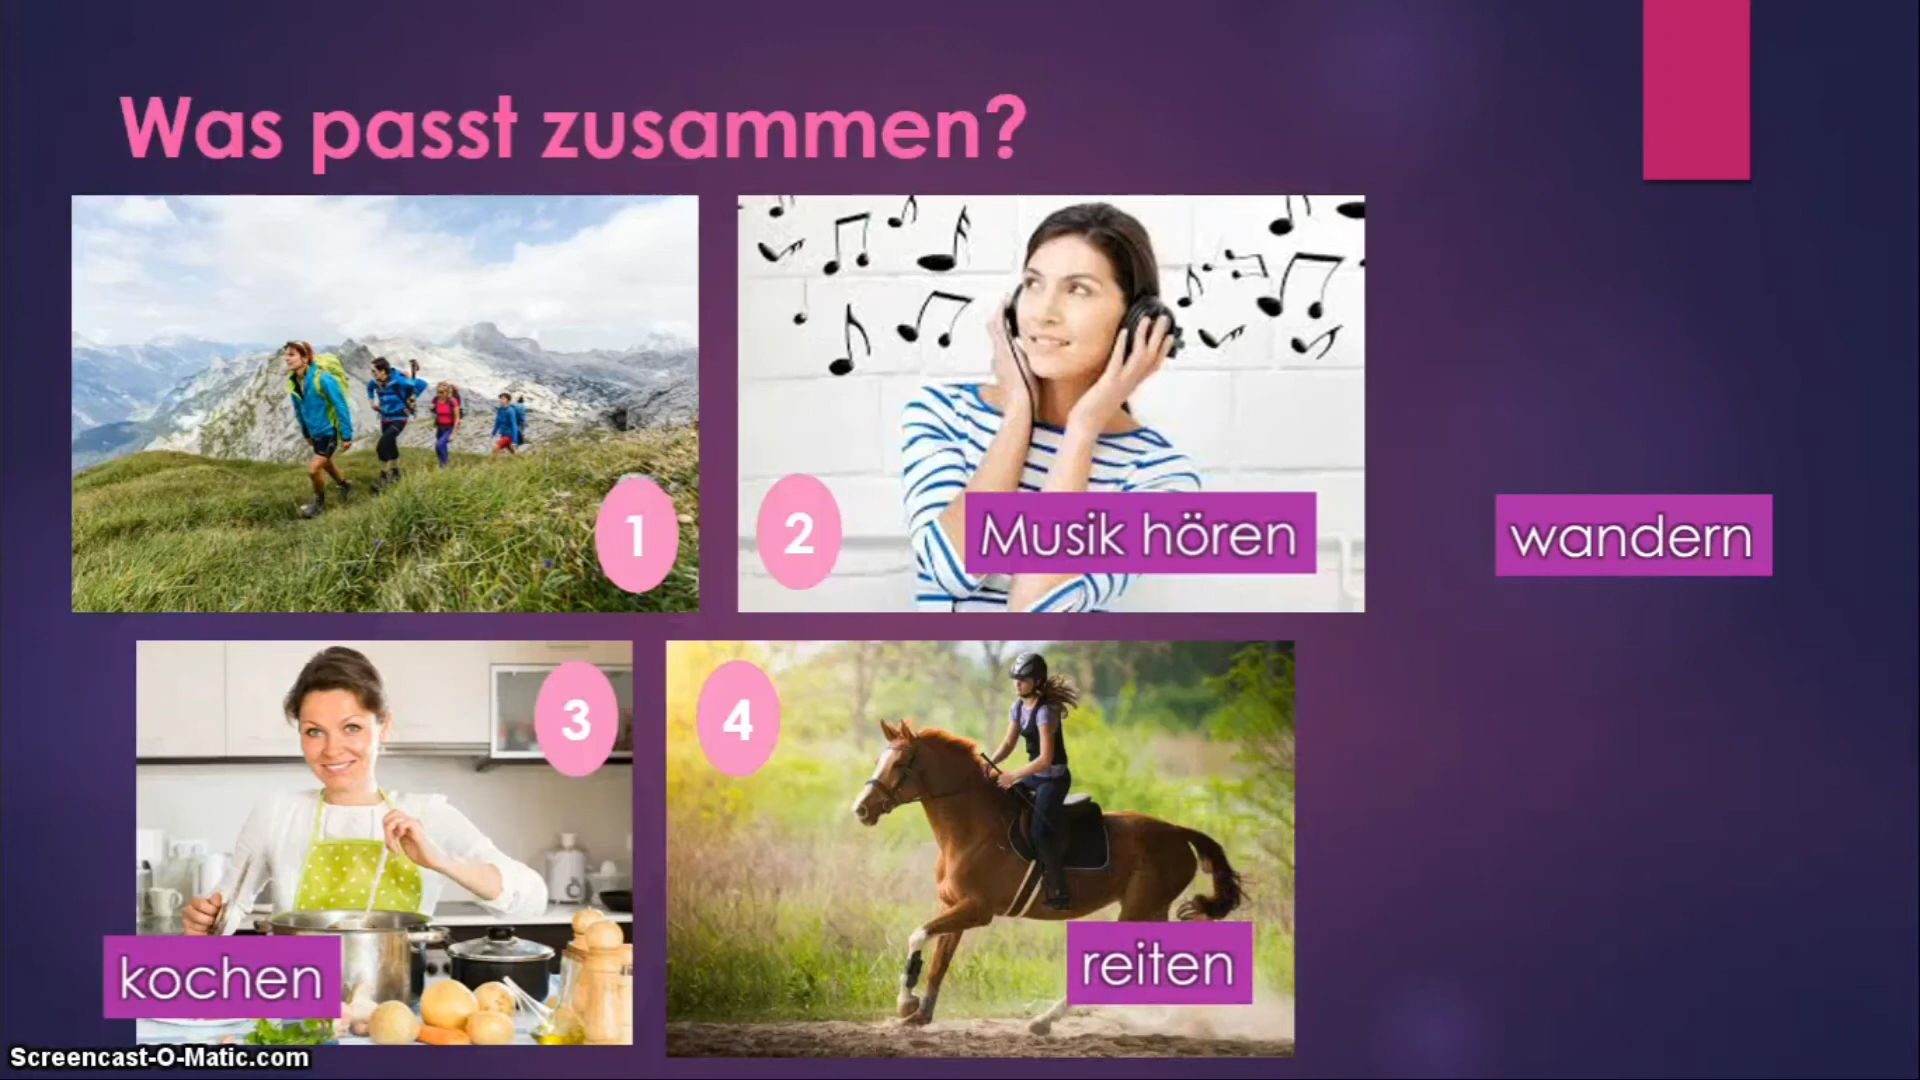 Was passt zusammen?
1
2
Musik hören
wandern
3
4
kochen
reiten
Screencast-O-Matic.com